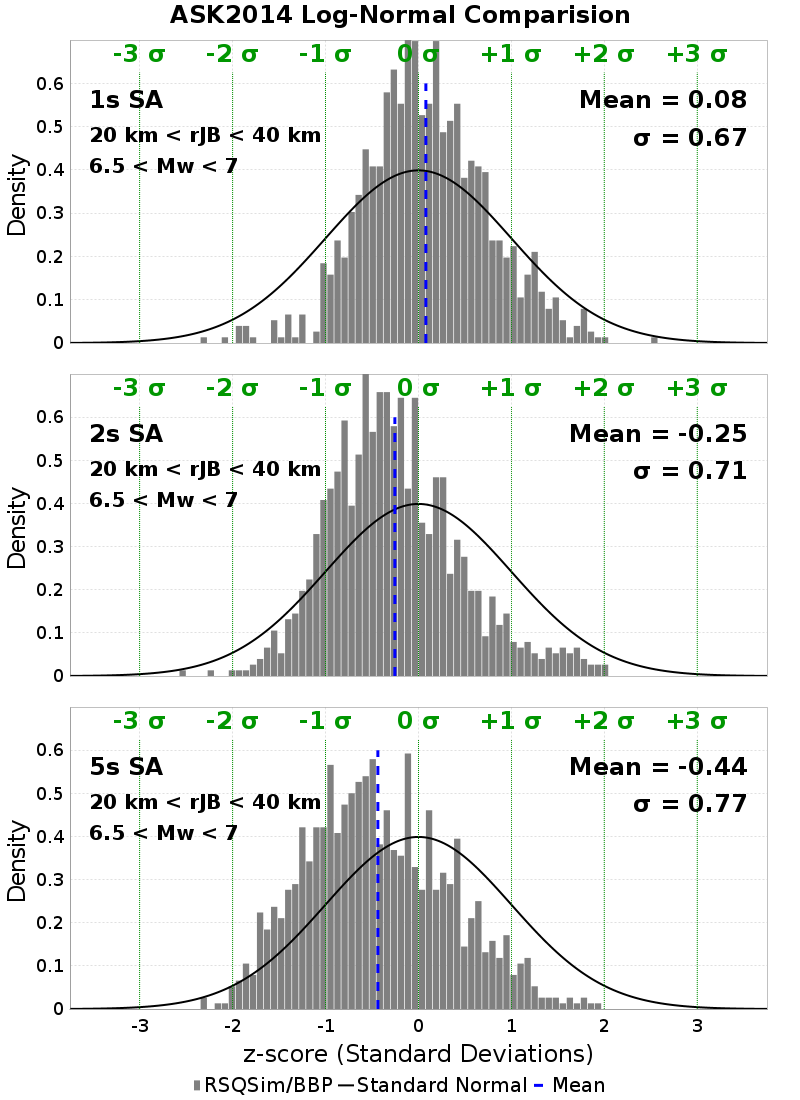 ASK2014 Log-Normal Comparision
-3 σ -2 σ -1 σ 0 σ +1 σ +2 σ +3 σ
1s SA
20 km < rJB < 40 km
6.5 < Mw < 7
Mean = 0.08
σ = 0.67
Density
0.6
0.5
0.4
0.3
0.2
0.1
0
-3 σ -2 σ -1 σ 0 σ +1 σ +2 σ +3 σ
2s SA
20 km < rJB < 40 km
6.5 < Mw < 7
Mean = -0.25
σ = 0.71
Density
0.6
0.5
0.4
0.3
0.2
0.1
0
-3 σ -2 σ -1 σ 0 σ +1 σ +2 σ +3 σ
5s SA
20 km < rJB < 40 km
6.5 < Mw < 7
Mean = -0.44
σ = 0.77
Density
0.6
0.5
0.4
0.3
0.2
0.1
0
-3 -2 -1 0 1 2 3
z-score (Standard Deviations)
RSQSim/BBP Standard Normal Mean